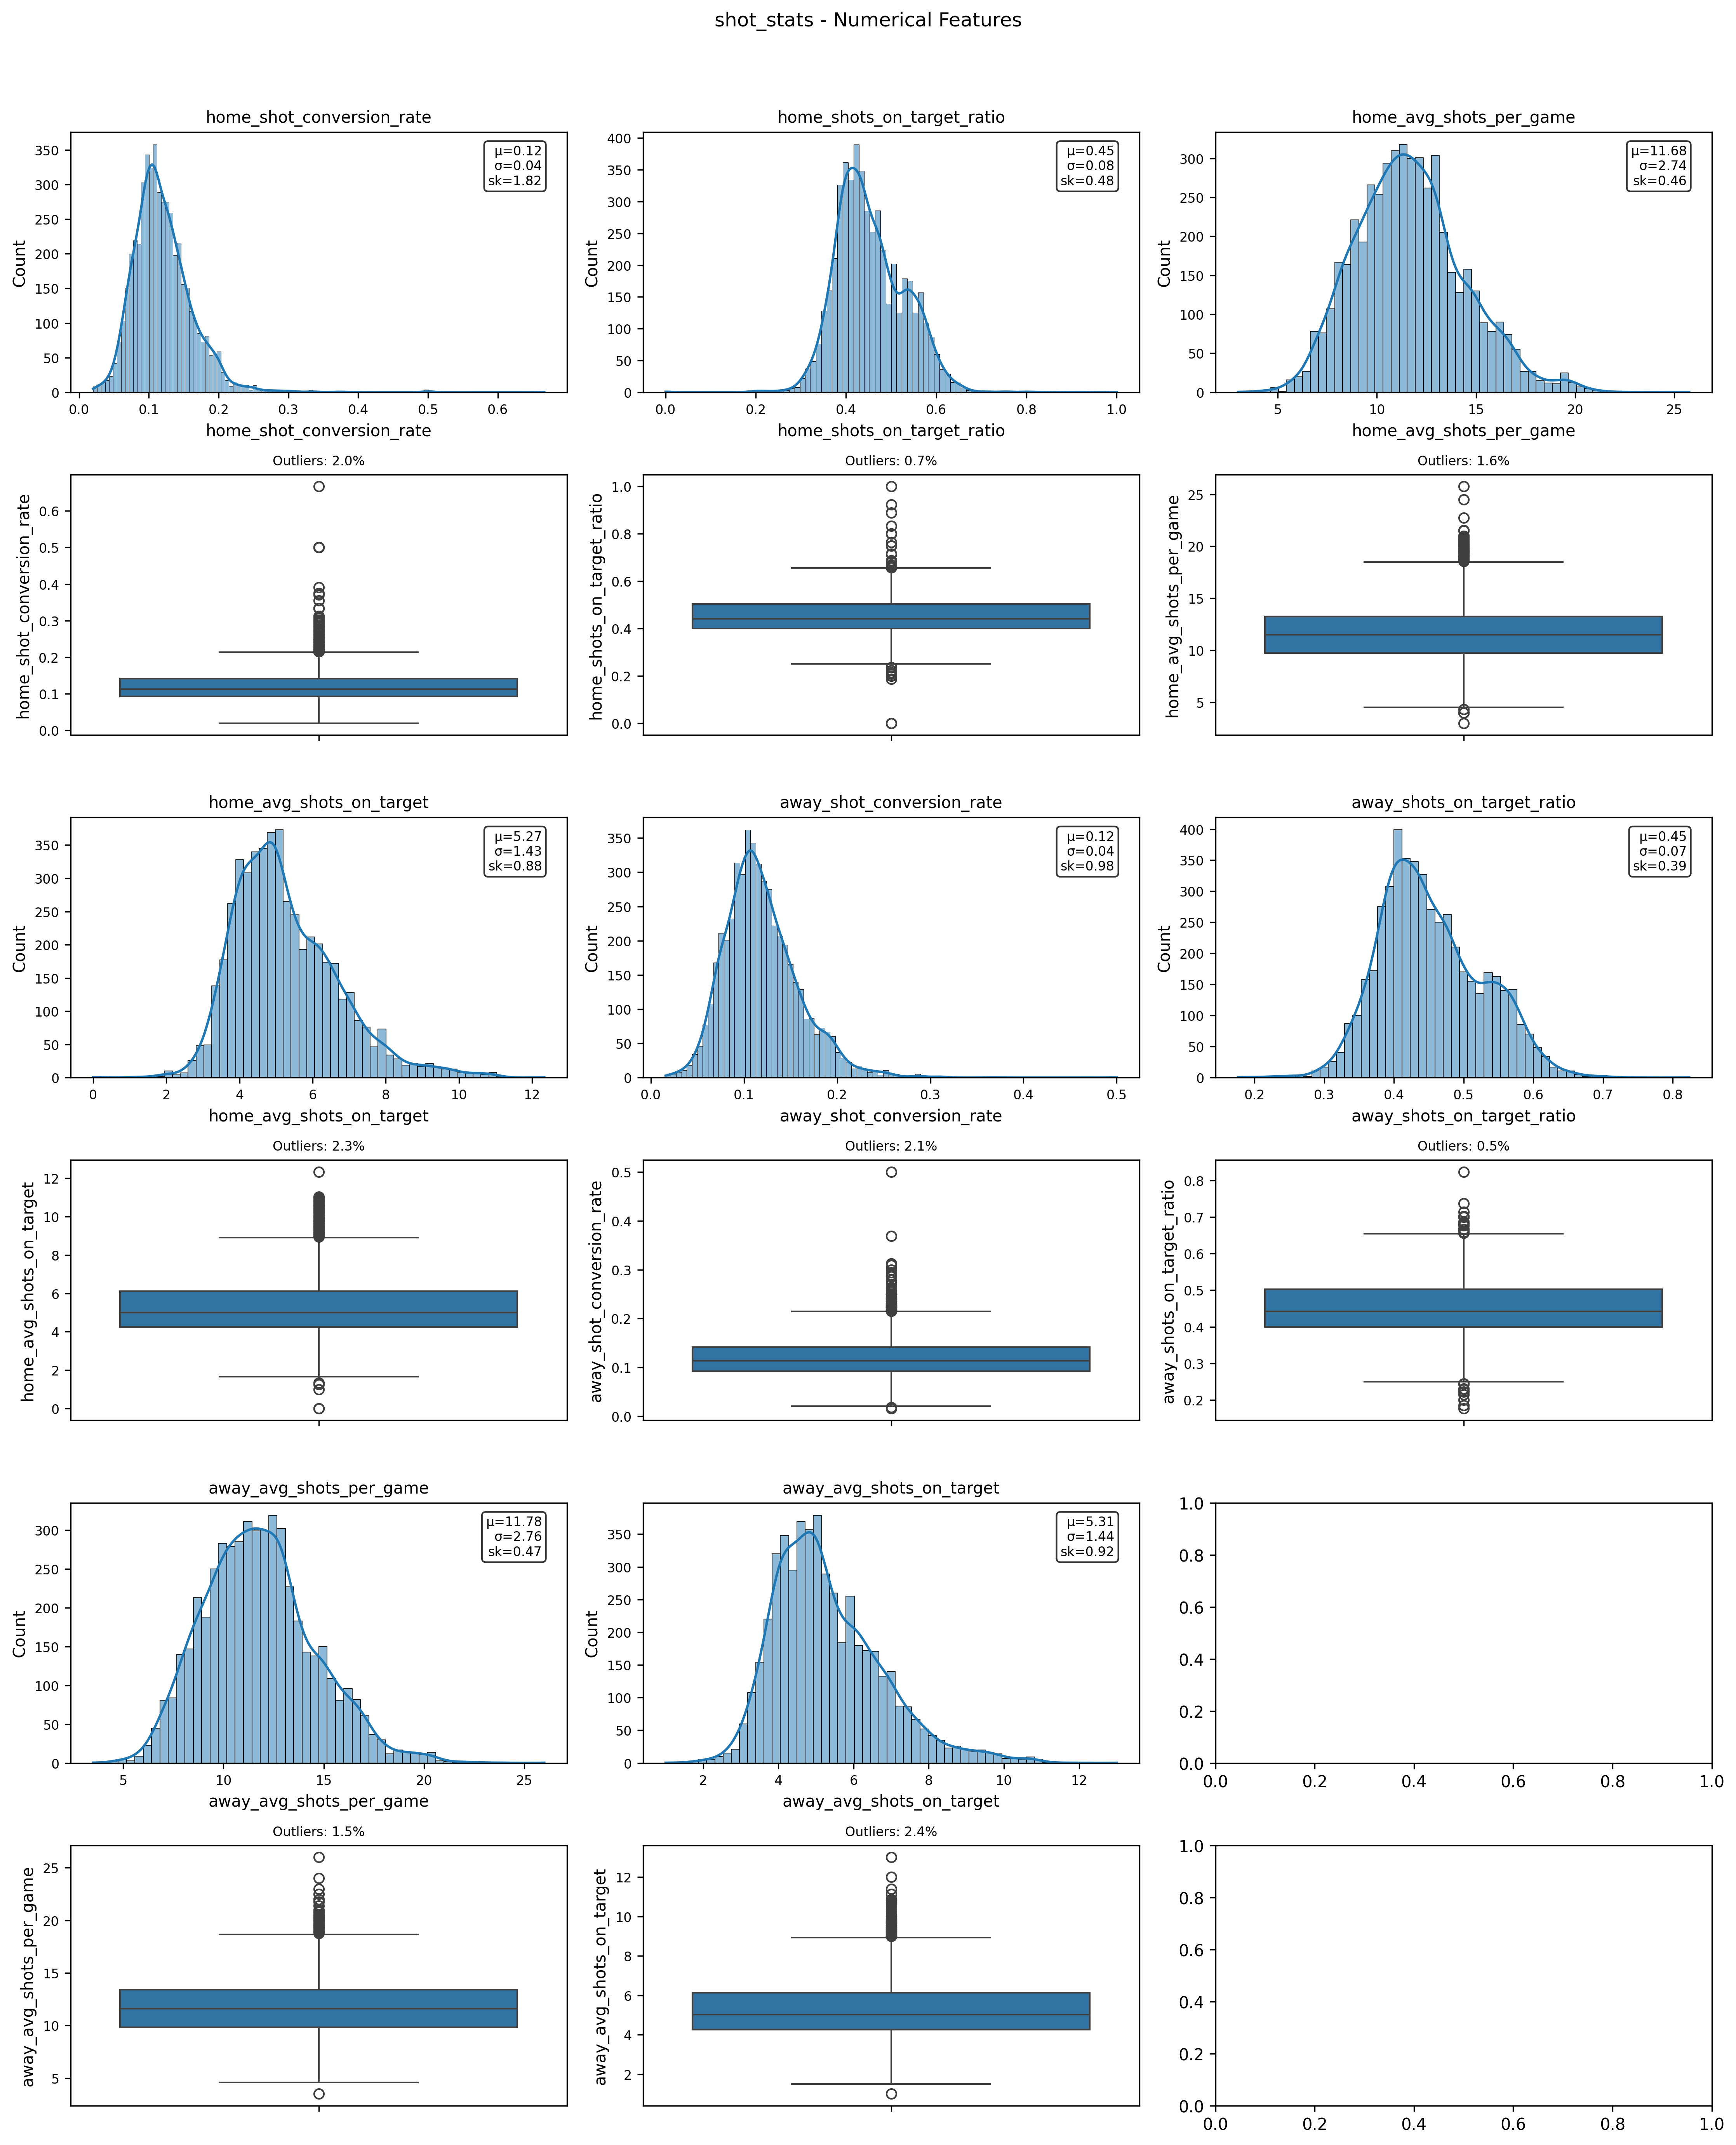 shot_stats - Numerical Features
home_shot_conversion_rate
μ=0.12
σ=0.04
sk=1.82
Count
350
300
250
200
150
100
50
0
0.0 0.1 0.2 0.3 0.4 0.5 0.6
home_shot_conversion_rate
home_shots_on_target_ratio
μ=0.45
σ=0.08
sk=0.48
Count
400
350
300
250
200
150
100
50
0
0.0 0.2 0.4 0.6 0.8 1.0
home_shots_on_target_ratio
home_avg_shots_per_game
μ=11.68
σ=2.74
sk=0.46
Count
300
250
200
150
100
50
0
5 10 15 20 25
home_avg_shots_per_game
Outliers: 2.0%
home_shot_conversion_rate
0.6
0.5
0.4
0.3
0.2
0.1
0.0
Outliers: 0.7%
home_shots_on_target_ratio
1.0
0.8
0.6
0.4
0.2
0.0
Outliers: 1.6%
home_avg_shots_per_game
25
20
15
10
5
home_avg_shots_on_target
μ=5.27
σ=1.43
sk=0.88
Count
350
300
250
200
150
100
50
0
0 2 4 6 8 10 12
home_avg_shots_on_target
away_shot_conversion_rate
μ=0.12
σ=0.04
sk=0.98
Count
350
300
250
200
150
100
50
0
0.0 0.1 0.2 0.3 0.4 0.5
away_shot_conversion_rate
away_shots_on_target_ratio
μ=0.45
σ=0.07
sk=0.39
Count
400
350
300
250
200
150
100
50
0
0.2 0.3 0.4 0.5 0.6 0.7 0.8
away_shots_on_target_ratio
Outliers: 2.3%
home_avg_shots_on_target
12
10
8
6
4
2
0
Outliers: 2.1%
away_shot_conversion_rate
0.5
0.4
0.3
0.2
0.1
0.0
Outliers: 0.5%
away_shots_on_target_ratio
0.8
0.7
0.6
0.5
0.4
0.3
0.2
away_avg_shots_per_game
μ=11.78
σ=2.76
sk=0.47
Count
300
250
200
150
100
50
0
5 10 15 20 25
away_avg_shots_per_game
away_avg_shots_on_target
μ=5.31
σ=1.44
sk=0.92
Count
350
300
250
200
150
100
50
0
2 4 6 8 10 12
away_avg_shots_on_target
1.0
0.8
0.6
0.4
0.2
0.0
0.0 0.2 0.4 0.6 0.8 1.0
Outliers: 1.5%
away_avg_shots_per_game
25
20
15
10
5
Outliers: 2.4%
away_avg_shots_on_target
12
10
8
6
4
2
1.0
0.8
0.6
0.4
0.2
0.0
0.0 0.2 0.4 0.6 0.8 1.0